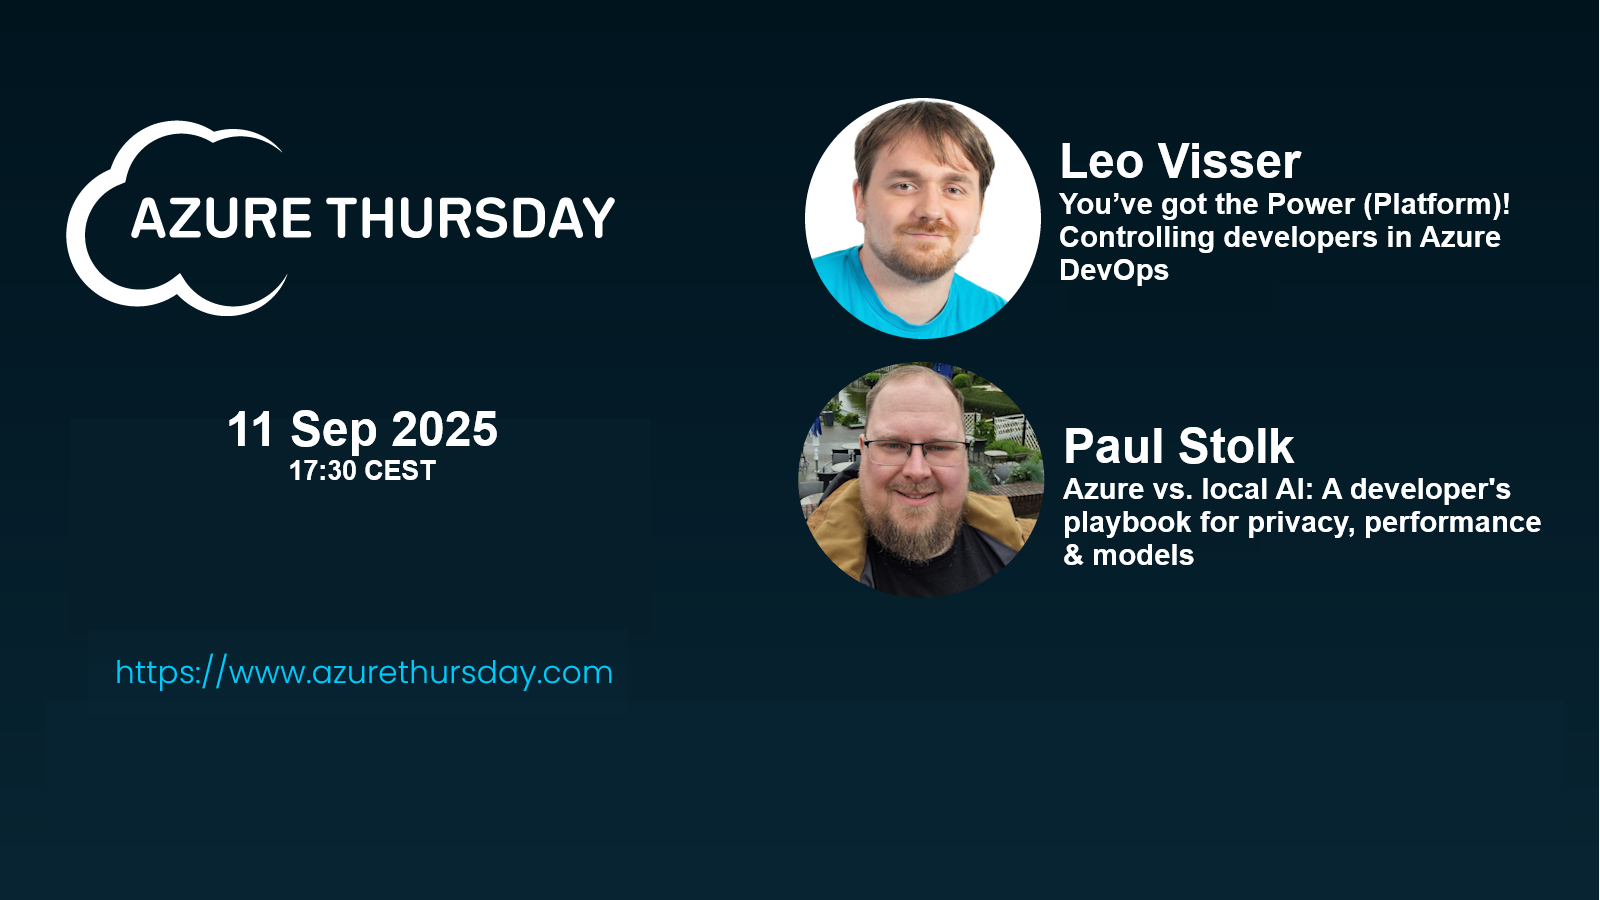 AZURE THURSDAY
11 Sep 2025
17:30 CEST
https://www.azurethursday.com
Leo Visser
You’ve got the Power (Platform)!
Controlling developers in Azure
DevOps
Paul Stolk
Azure vs. local AI: A developer's
playbook for privacy, performance
& models